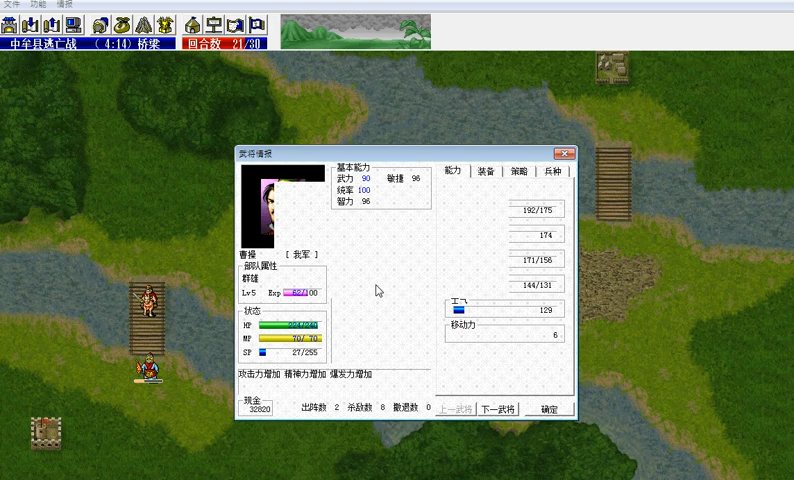 文件 功能 情报
中牟县逃亡战 ( 4:14) 桥梁 回合数 21/30
武将情报
基本能力
武力 90 敏捷 96
统率 100
智力 96
能力 装备 策略 兵种
192/175
174
171/156
144/131
129
移动力
6
曹操 [ 我军 ]
部队属性
群雄
Lv5 Exp 62/100
状态
HP
MP 70/ 70
SP 27/255
攻击力增加 精神力增加 爆发力增加
现金
32820
出阵数 2 杀敌数 8 撤退数 0
上一武将 下一武将 确定